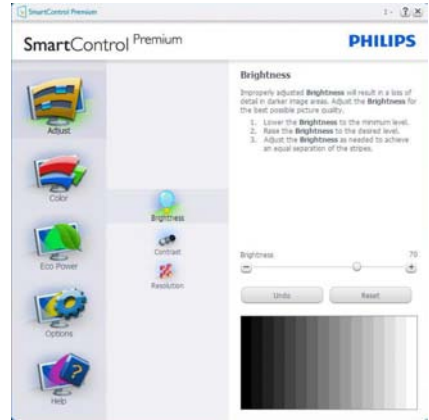 SmartControl Premium
SmartControl Premium
PHILIPS
Adjust
Color
Eco Power
Options
Help
Brightness
Contrast
Resolution
Brightness
Improperly adjusted Brightness will result in a loss of
detail in darker image areas. Adjust the Brightness for
the best possible picture quality.
1. Lower the Brightness to the minimum level.
2. Raise the Brightness to the desired level.
3. Adjust the Brightness as needed to achieve
an equal separation of the stripes.
Brightness 70
Undo Reset